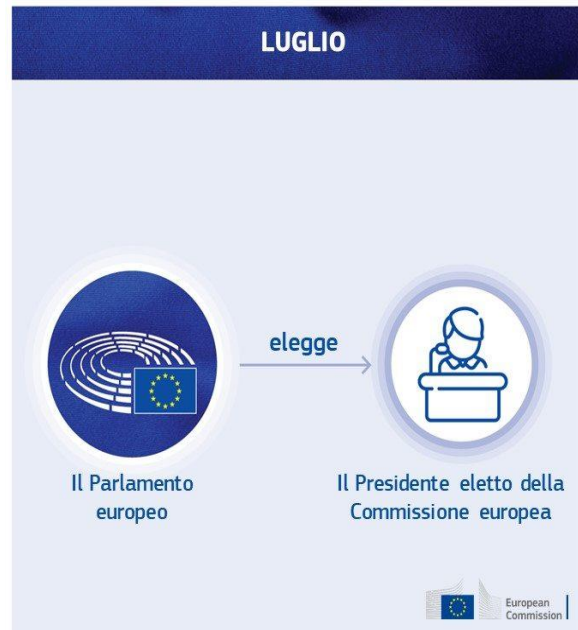 LUGLIO
elegge
Il Parlamento
europeo
Il Presidente eletto della
Commissione europea
European
Commission